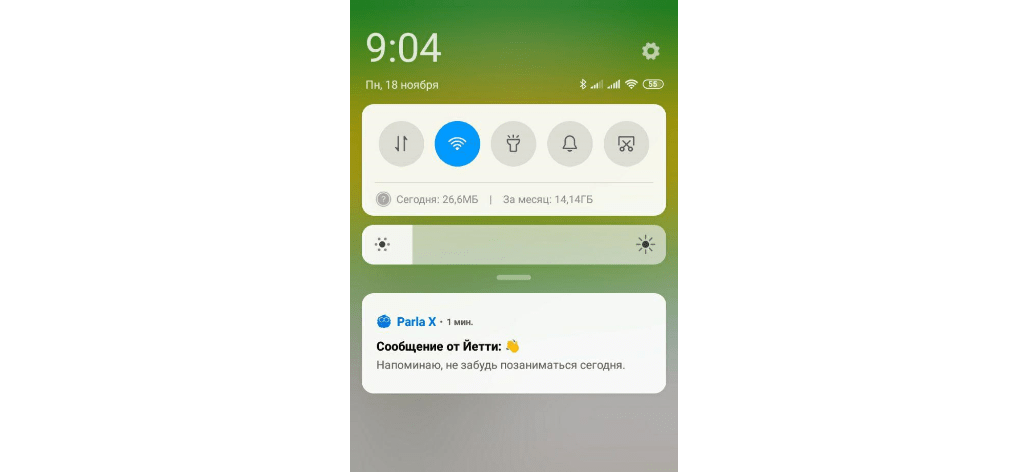 9:04
Пн, 18 ноября
56
Сегодня: 26,6МБ | За месяц: 14,14ГБ
Parla X · 1 мин.
Сообщение от Йетти: 👋
Напоминаю, не забудь позаниматься сегодня.